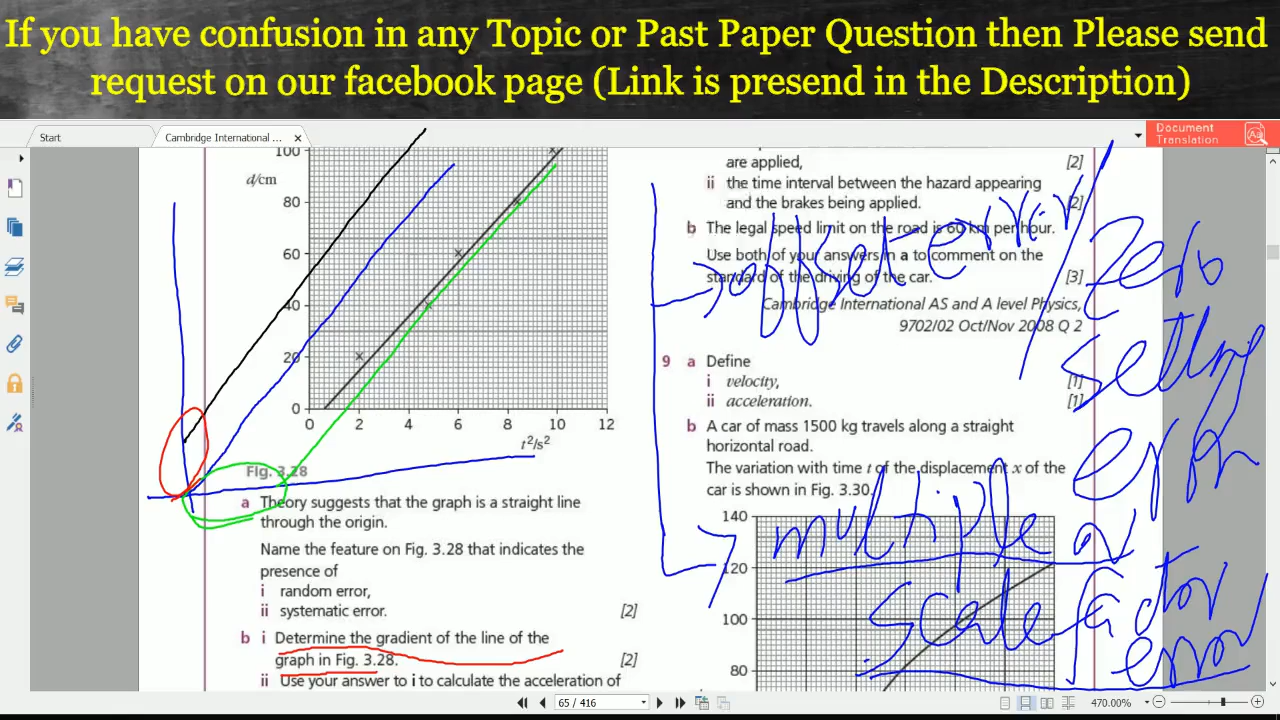 If you have confusion in any Topic or Past Paper Question then Please send
request on our facebook page (Link is presend in the Description)
Start
Cambridge International ...
Document
Translation
100
d/cm
80
60
40
20
0
0 2 4 6 8 10 12
t²/s²
Fig. 3.28
a Theory suggests that the graph is a straight line
through the origin.
Name the feature on Fig. 3.28 that indicates the
presence of
i random error,
ii systematic error. [2]
b i Determine the gradient of the line of the
graph in Fig. 3.28. [2]
ii Use your answer to i to calculate the acceleration of
are applied, [2]
ii the time interval between the hazard appearing
and the brakes being applied. [2]
b The legal speed limit on the road is 60 km per hour.
Use both of your answers in a to comment on the
standard of the driving of the car. [3]
Cambridge International AS and A level Physics,
9702/02 Oct/Nov 2008 Q 2
9 a Define
i velocity, [1]
ii acceleration. [1]
b A car of mass 1500 kg travels along a straight
horizontal road.
The variation with time t of the displacement x of the
car is shown in Fig. 3.30.
140
120
100
80
offset error/
zero
setting
error
multiple
scale factor
error
65 / 416
470.00%